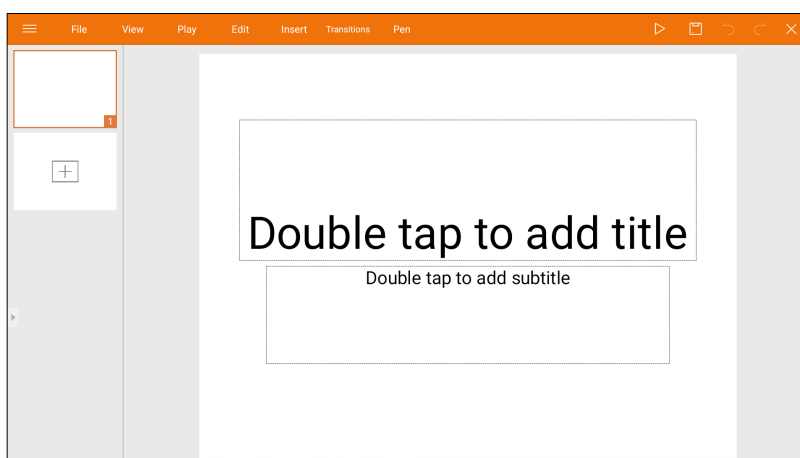 File View Play Edit Insert Transitions Pen
1
Double tap to add title
Double tap to add subtitle